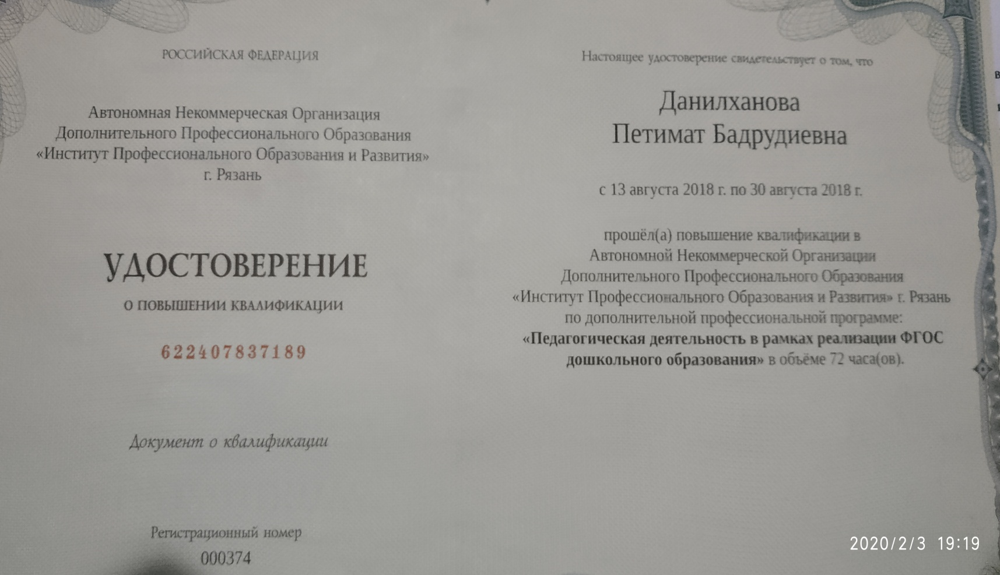 РОССИЙСКАЯ ФЕДЕРАЦИЯ
Автономная Некоммерческая Организация
Дополнительного Профессионального Образования
«Институт Профессионального Образования и Развития»
г. Рязань
УДОСТОВЕРЕНИЕ
О ПОВЫШЕНИИ КВАЛИФИКАЦИИ
622407837189
Документ о квалификации
Регистрационный номер
000374
Настоящее удостоверение свидетельствует о том, что
Данилханова
Петимат Бадрудиевна
с 13 августа 2018 г. по 30 августа 2018 г.
прошёл(а) повышение квалификации в
Автономной Некоммерческой Организации
Дополнительного Профессионального Образования
«Институт Профессионального Образования и Развития» г. Рязань
по дополнительной профессиональной программе:
«Педагогическая деятельность в рамках реализации ФГОС
дошкольного образования» в объёме 72 часа(ов).
2020/2/3 19:19